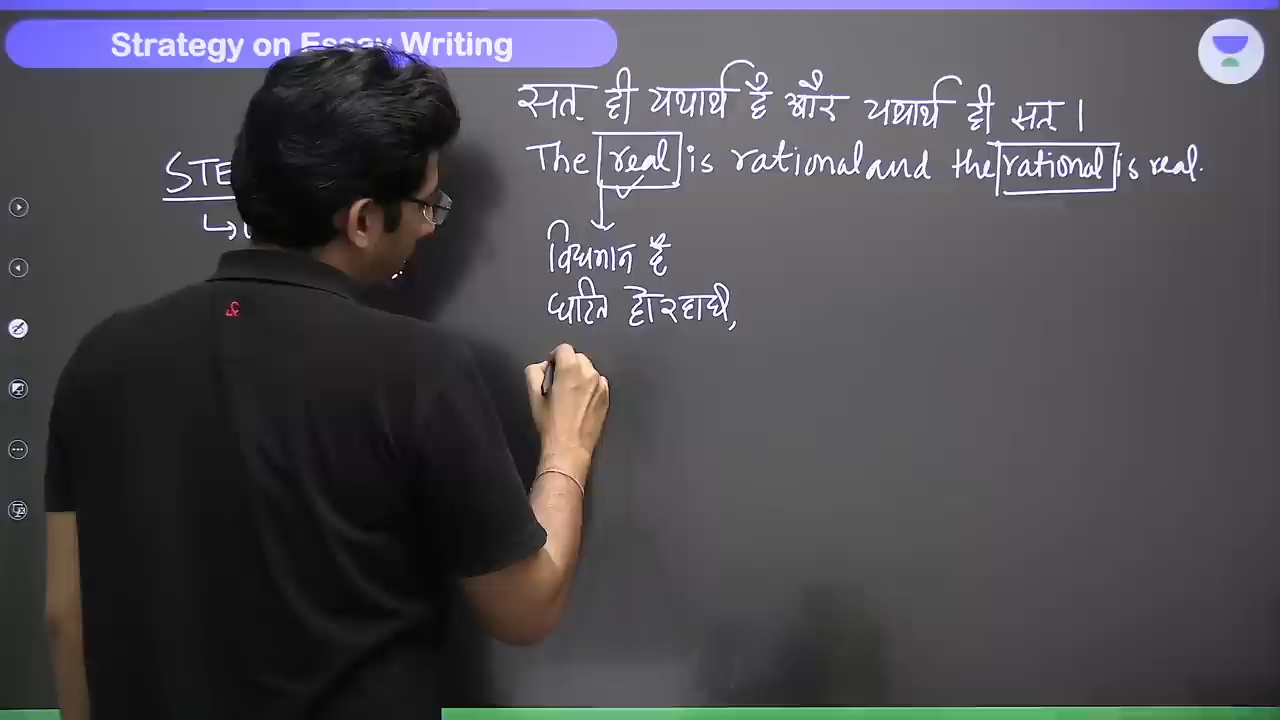 Strategy on Essay Writing
सत् ही यथार्थ है और यथार्थ ही सत् ।
The real is rational and the rational is real.
STE
विद्यमान है
घटित हो रहा है,